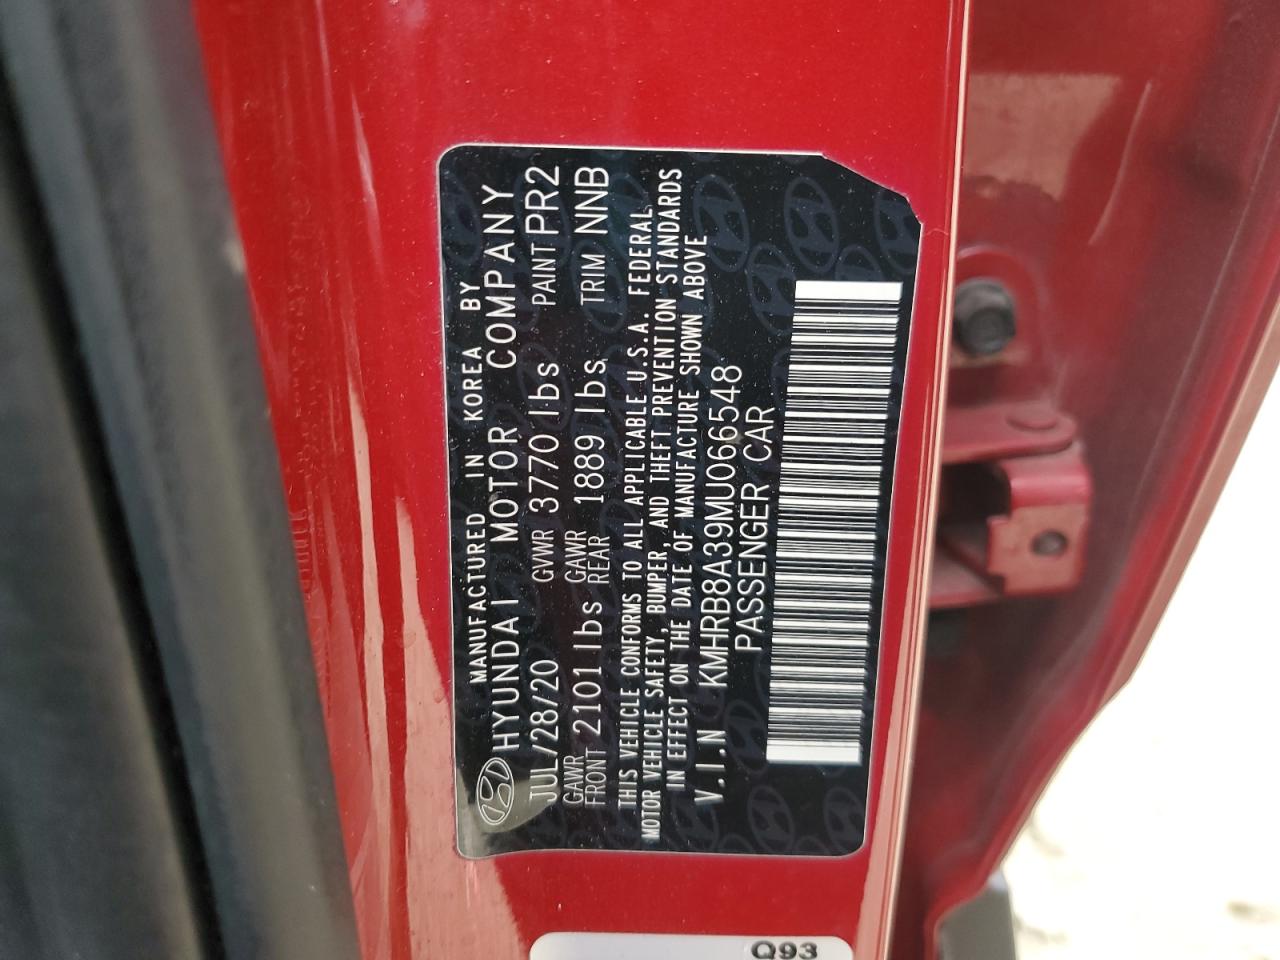 MANUFACTURED IN KOREA BY
HYUNDAI MOTOR COMPANY
JUL/28/20 GVWR 3770 lbs PAINT PR2
GAWR FRONT 2101 lbs GAWR REAR 1889 lbs TRIM NNB
THIS VEHICLE CONFORMS TO ALL APPLICABLE U.S.A. FEDERAL
MOTOR VEHICLE SAFETY, BUMPER, AND THEFT PREVENTION STANDARDS
IN EFFECT ON THE DATE OF MANUFACTURE SHOWN ABOVE
V.I.N KMHRB8A39MU066548
PASSENGER CAR
Q93